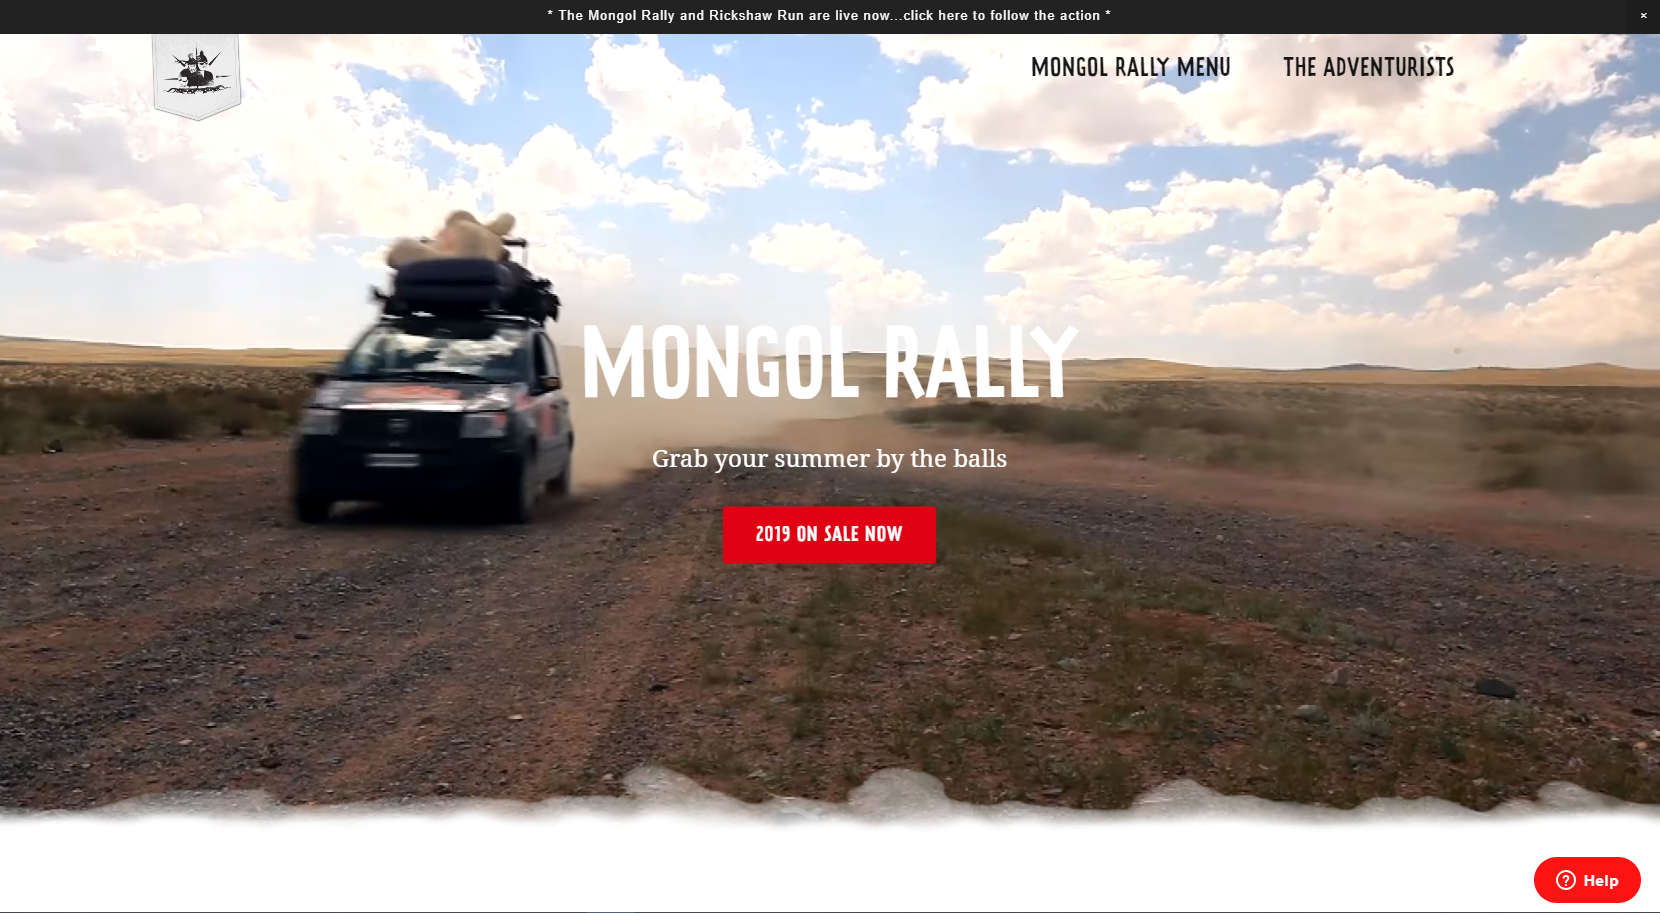 * The Mongol Rally and Rickshaw Run are live now...click here to follow the action *
×
MONGOL RALLY MENU
THE ADVENTURISTS
MONGOL RALLY
Grab your summer by the balls
2019 ON SALE NOW
Help